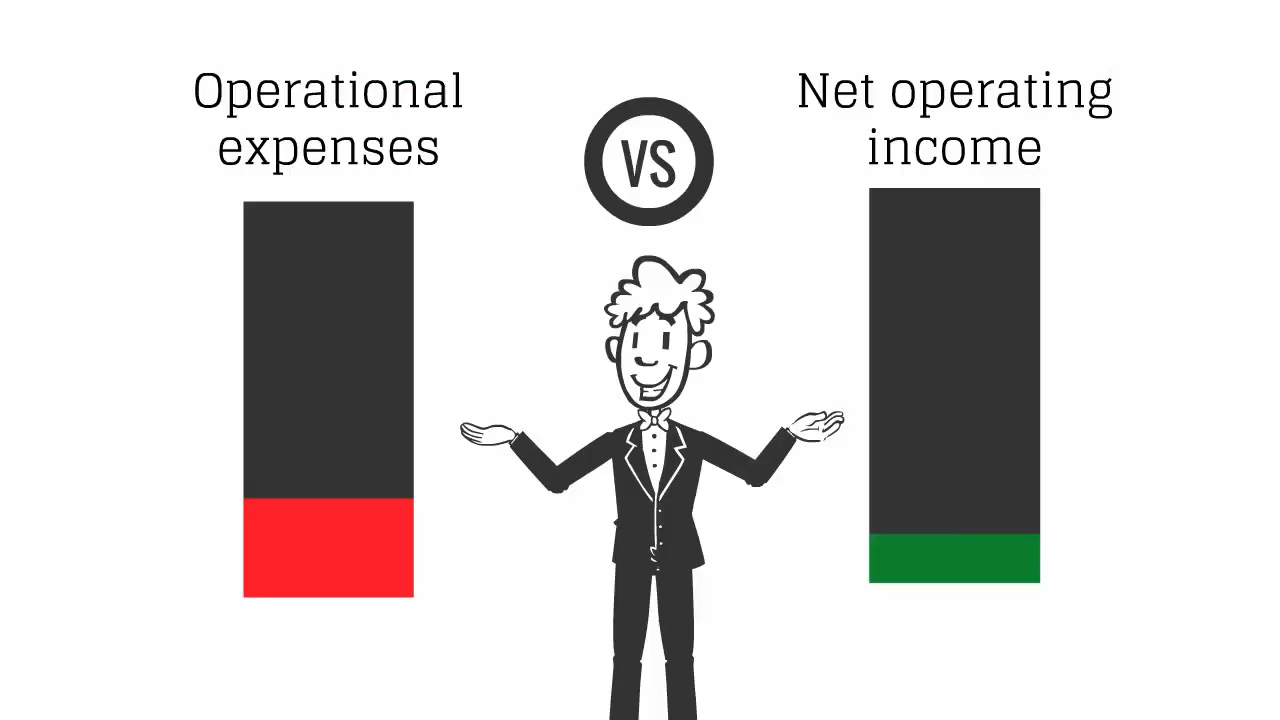 Operational
expenses
VS
Net operating
income